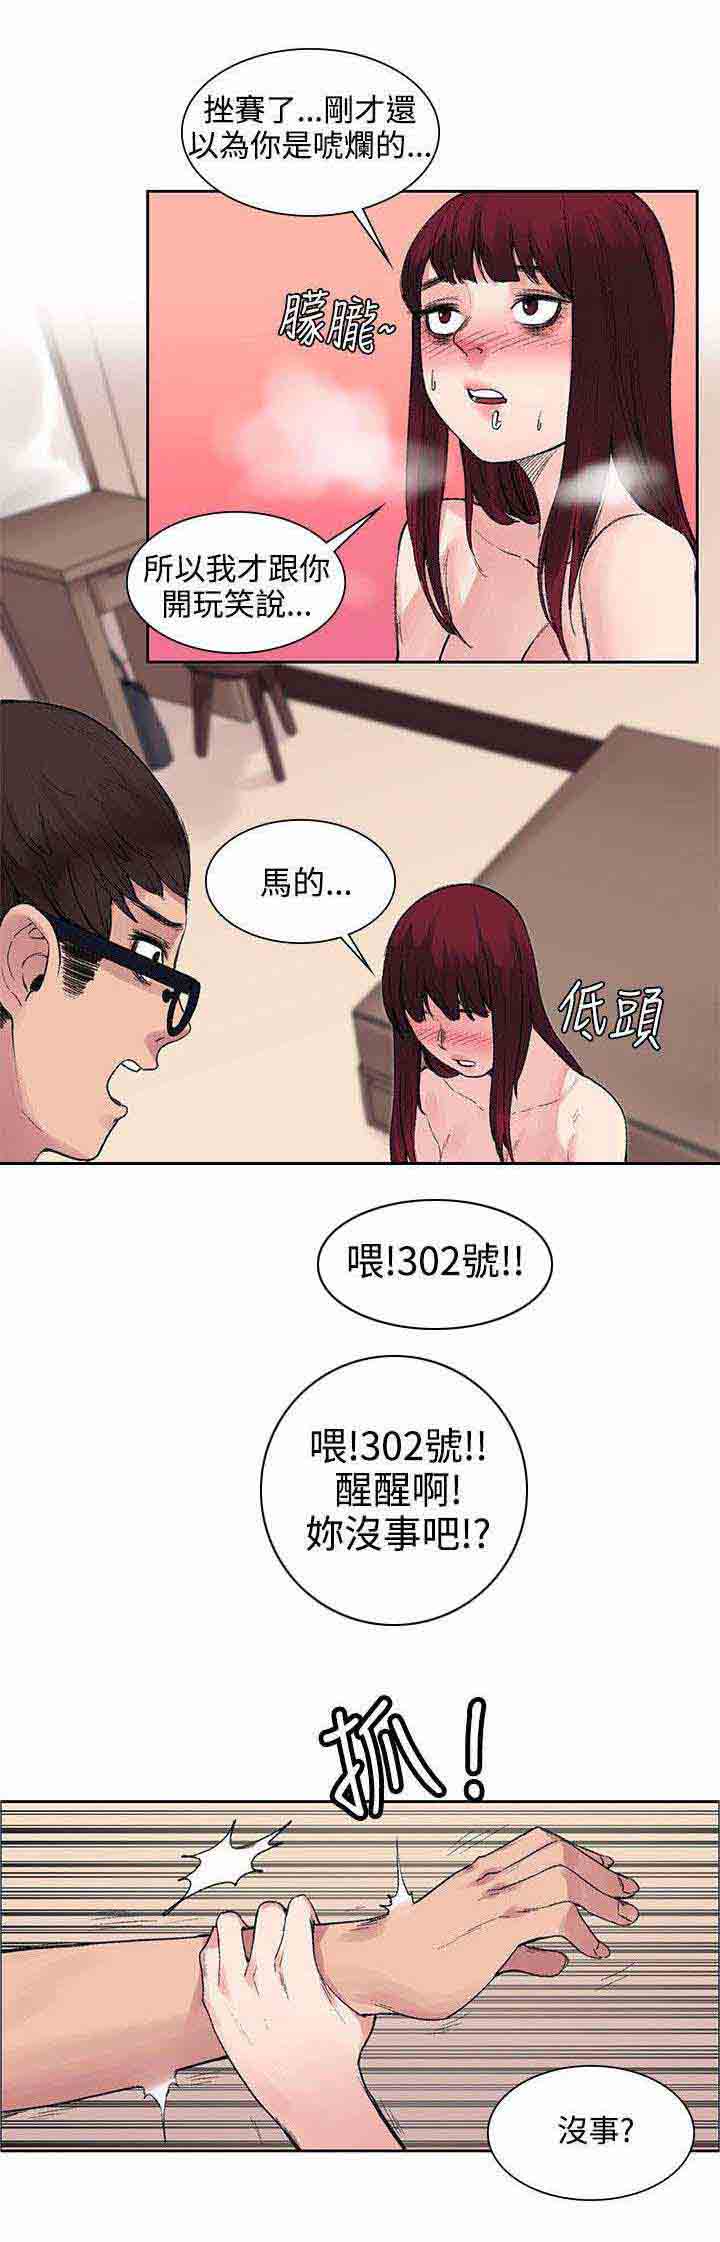 挫賽了...剛才還
以為你是唬爛的...
朦朧~
所以我才跟你
開玩笑說...
馬的...
低頭
喂!302號!!
喂!302號!!
醒醒啊!
妳沒事吧!?
抓!
沒事?